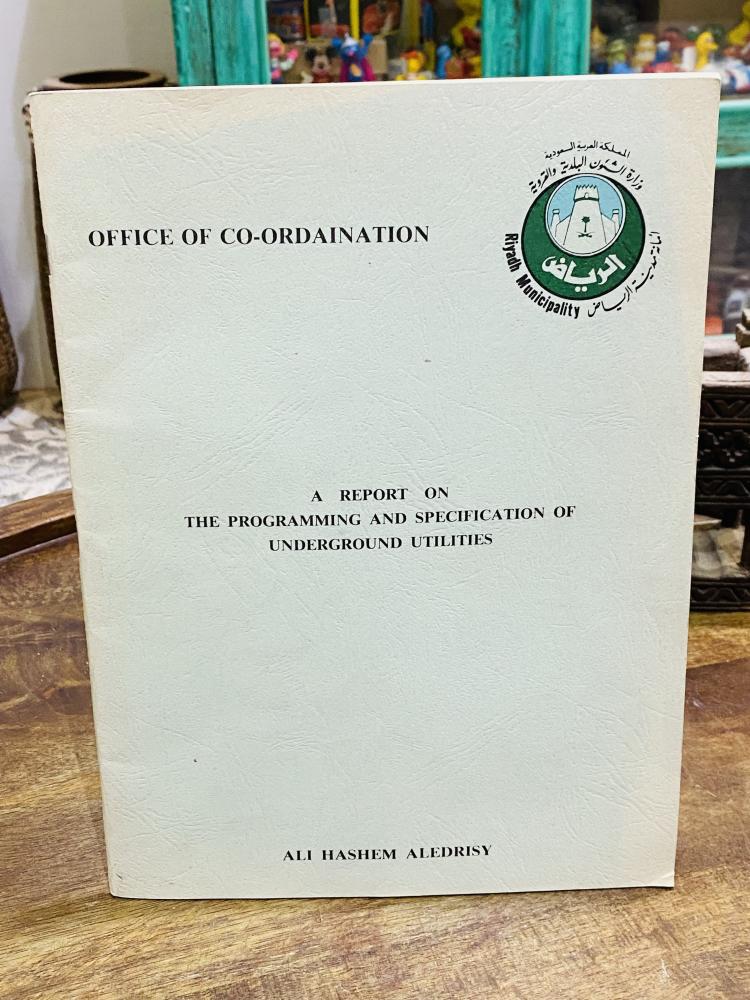 OFFICE OF CO-ORDAINATION
المملكة العربية السعودية
وزارة الشئون البلدية والقروية
الرياض
Riyadh Municipality
امانة مدينة الرياض
A REPORT ON
THE PROGRAMMING AND SPECIFICATION OF
UNDERGROUND UTILITIES
ALI HASHEM ALEDRISY